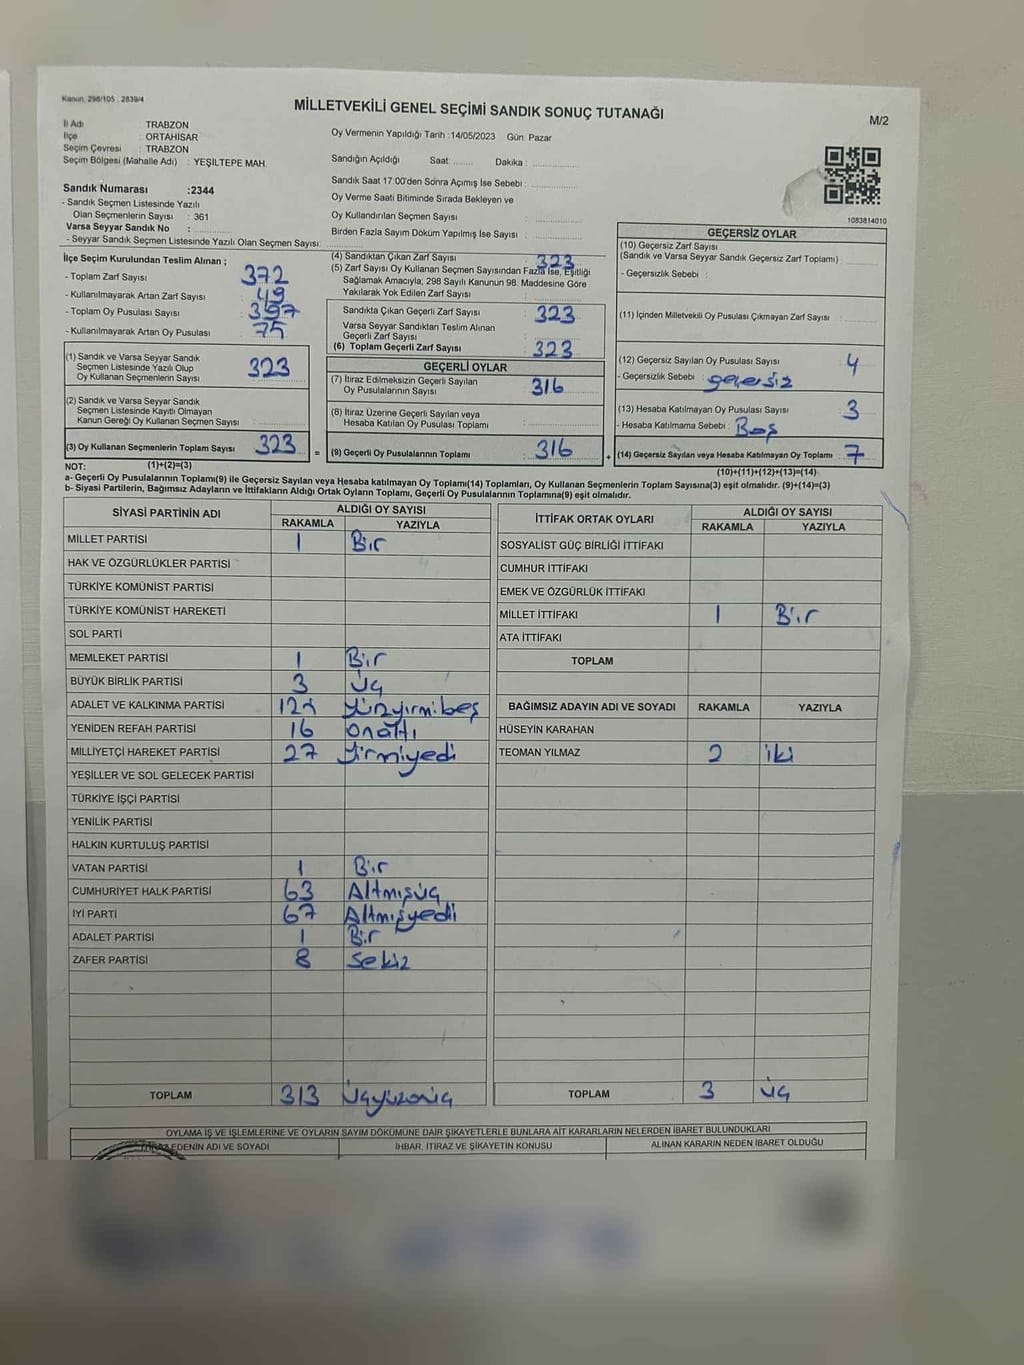 Kanun; 298/105 ; 2839/4
MİLLETVEKİLİ GENEL SEÇİMİ SANDIK SONUÇ TUTANAĞI
M/2
İl Adı TRABZON
İlçe : ORTAHİSAR
Seçim Çevresi : TRABZON
Seçim Bölgesi (Mahalle Adı) : YEŞİLTEPE MAH.
Sandık Numarası :2344
- Sandık Seçmen Listesinde Yazılı
Olan Seçmenlerin Sayısı : 361
Varsa Seyyar Sandık No :
- Seyyar Sandık Seçmen Listesinde Yazılı Olan Seçmen Sayısı:
Oy Vermenin Yapıldığı Tarih :14/05/2023 Gün: Pazar
Sandığın Açıldığı Saat: Dakika :
Sandık Saat 17:00'den Sonra Açımış İse Sebebi :
Oy Verme Saati Bitiminde Sırada Bekleyen ve
Oy Kullandırılan Seçmen Sayısı :
Birden Fazla Sayım Döküm Yapılmış İse Sayısı :
1083814010
İlçe Seçim Kurulundan Teslim Alınan ;
- Toplam Zarf Sayısı : 372
- Kullanılmayarak Artan Zarf Sayısı : 49
- Toplam Oy Pusulası Sayısı : 397
- Kullanılmayarak Artan Oy Pusulası : 75
(1) Sandık ve Varsa Seyyar Sandık
Seçmen Listesinde Yazılı Olup
Oy Kullanan Seçmenlerin Sayısı : 323
(2) Sandık ve Varsa Seyyar Sandık
Seçmen Listesinde Kayıtlı Olmayan
Kanun Gereği Oy Kullanan Seçmen Sayısı :
(3) Oy Kullanan Seçmenlerin Toplam Sayısı : 323
(4) Sandıktan Çıkan Zarf Sayısı : 323
(5) Zarf Sayısı Oy Kullanan Seçmen Sayısından Fazla İse, Eşitliği
Sağlamak Amacıyla; 298 Sayılı Kanunun 98. Maddesine Göre
Yakılarak Yok Edilen Zarf Sayısı :
Sandıkta Çıkan Geçerli Zarf Sayısı : 323
Varsa Seyyar Sandıktan Teslim Alınan
Geçerli Zarf Sayısı :
(6) Toplam Geçerli Zarf Sayısı : 323
GEÇERLİ OYLAR
(7) İtiraz Edilmeksizin Geçerli Sayılan
Oy Pusulalarının Sayısı : 316
(8) İtiraz Üzerine Geçerli Sayılan veya
Hesaba Katılan Oy Pusulası Toplamı :
= (9) Geçerli Oy Pusulalarının Toplamı : 316
GEÇERSİZ OYLAR
(10) Geçersiz Zarf Sayısı
(Sandık ve Varsa Seyyar Sandık Geçersiz Zarf Toplamı) :
- Geçersizlik Sebebi :
(11) İçinden Milletvekili Oy Pusulası Çıkmayan Zarf Sayısı :
(12) Geçersiz Sayılan Oy Pusulası Sayısı : 4
- Geçersizlik Sebebi : geçersiz
(13) Hesaba Katılmayan Oy Pusulası Sayısı : 3
- Hesaba Katılmama Sebebi : Boş
+ (14) Geçersiz Sayılan veya Hesaba Katılmayan Oy Toplamı : 7
NOT: (1)+(2)=(3)
(10)+(11)+(12)+(13)=(14)
a- Geçerli Oy Pusulalarının Toplamı(9) ile Geçersiz Sayılan veya Hesaba katılmayan Oy Toplamı(14) Toplamları, Oy Kullanan Seçmenlerin Toplam Sayısına(3) eşit olmalıdır. (9)+(14)=(3)
b- Siyasi Partilerin, Bağımsız Adayların ve İttifakların Aldığı Ortak Oyların Toplamı, Geçerli Oy Pusulalarının Toplamına(9) eşit olmalıdır.
SİYASİ PARTİNİN ADI ALDIĞI OY SAYISI
RAKAMLA YAZIYLA
MİLLET PARTİSİ 1 Bir
HAK VE ÖZGÜRLÜKLER PARTİSİ
TÜRKİYE KOMÜNİST PARTİSİ
TÜRKİYE KOMÜNİST HAREKETİ
SOL PARTİ
MEMLEKET PARTİSİ 1 Bir
BÜYÜK BİRLİK PARTİSİ 3 Üç
ADALET VE KALKINMA PARTİSİ 125 Yüzyirmibeş
YENİDEN REFAH PARTİSİ 16 onaltı
MİLLİYETÇİ HAREKET PARTİSİ 27 Yirmiyedi
YEŞİLLER VE SOL GELECEK PARTİSİ
TÜRKİYE İŞÇİ PARTİSİ
YENİLİK PARTİSİ
HALKIN KURTULUŞ PARTİSİ
VATAN PARTİSİ 1 Bir
CUMHURİYET HALK PARTİSİ 63 Altmışüç
İYİ PARTİ 67 Altmışyedi
ADALET PARTİSİ 1 Bir
ZAFER PARTİSİ 8 Sekiz
TOPLAM 313 Üçyüzonüç
İTTİFAK ORTAK OYLARI ALDIĞI OY SAYISI
RAKAMLA YAZIYLA
SOSYALİST GÜÇ BİRLİĞİ İTTİFAKI
CUMHUR İTTİFAKI
EMEK VE ÖZGÜRLÜK İTTİFAKI
MİLLET İTTİFAKI 1 Bir
ATA İTTİFAKI
TOPLAM
BAĞIMSIZ ADAYIN ADI VE SOYADI RAKAMLA YAZIYLA
HÜSEYİN KARAHAN
TEOMAN YILMAZ 2 iki
TOPLAM 3 Üç
OYLAMA İŞ VE İŞLEMLERİNE VE OYLARIN SAYIM DÖKÜMÜNE DAİR ŞİKAYETLERLE BUNLARA AİT KARARLARIN NELERDEN İBARET BULUNDUKLARI
EDENİN ADI VE SOYADI İHBAR, İTİRAZ VE ŞİKAYETİN KONUSU ALINAN KARARIN NEDEN İBARET OLDUĞU